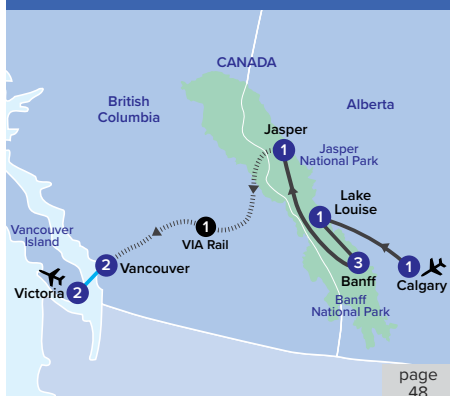 CANADA
British
Columbia
Alberta
Jasper
1
Jasper
National Park
Lake
Louise
1
1
VIA Rail
Vancouver
Island
2
Vancouver
3
Banff
1
Calgary
Victoria
2
Banff
National Park
page
48